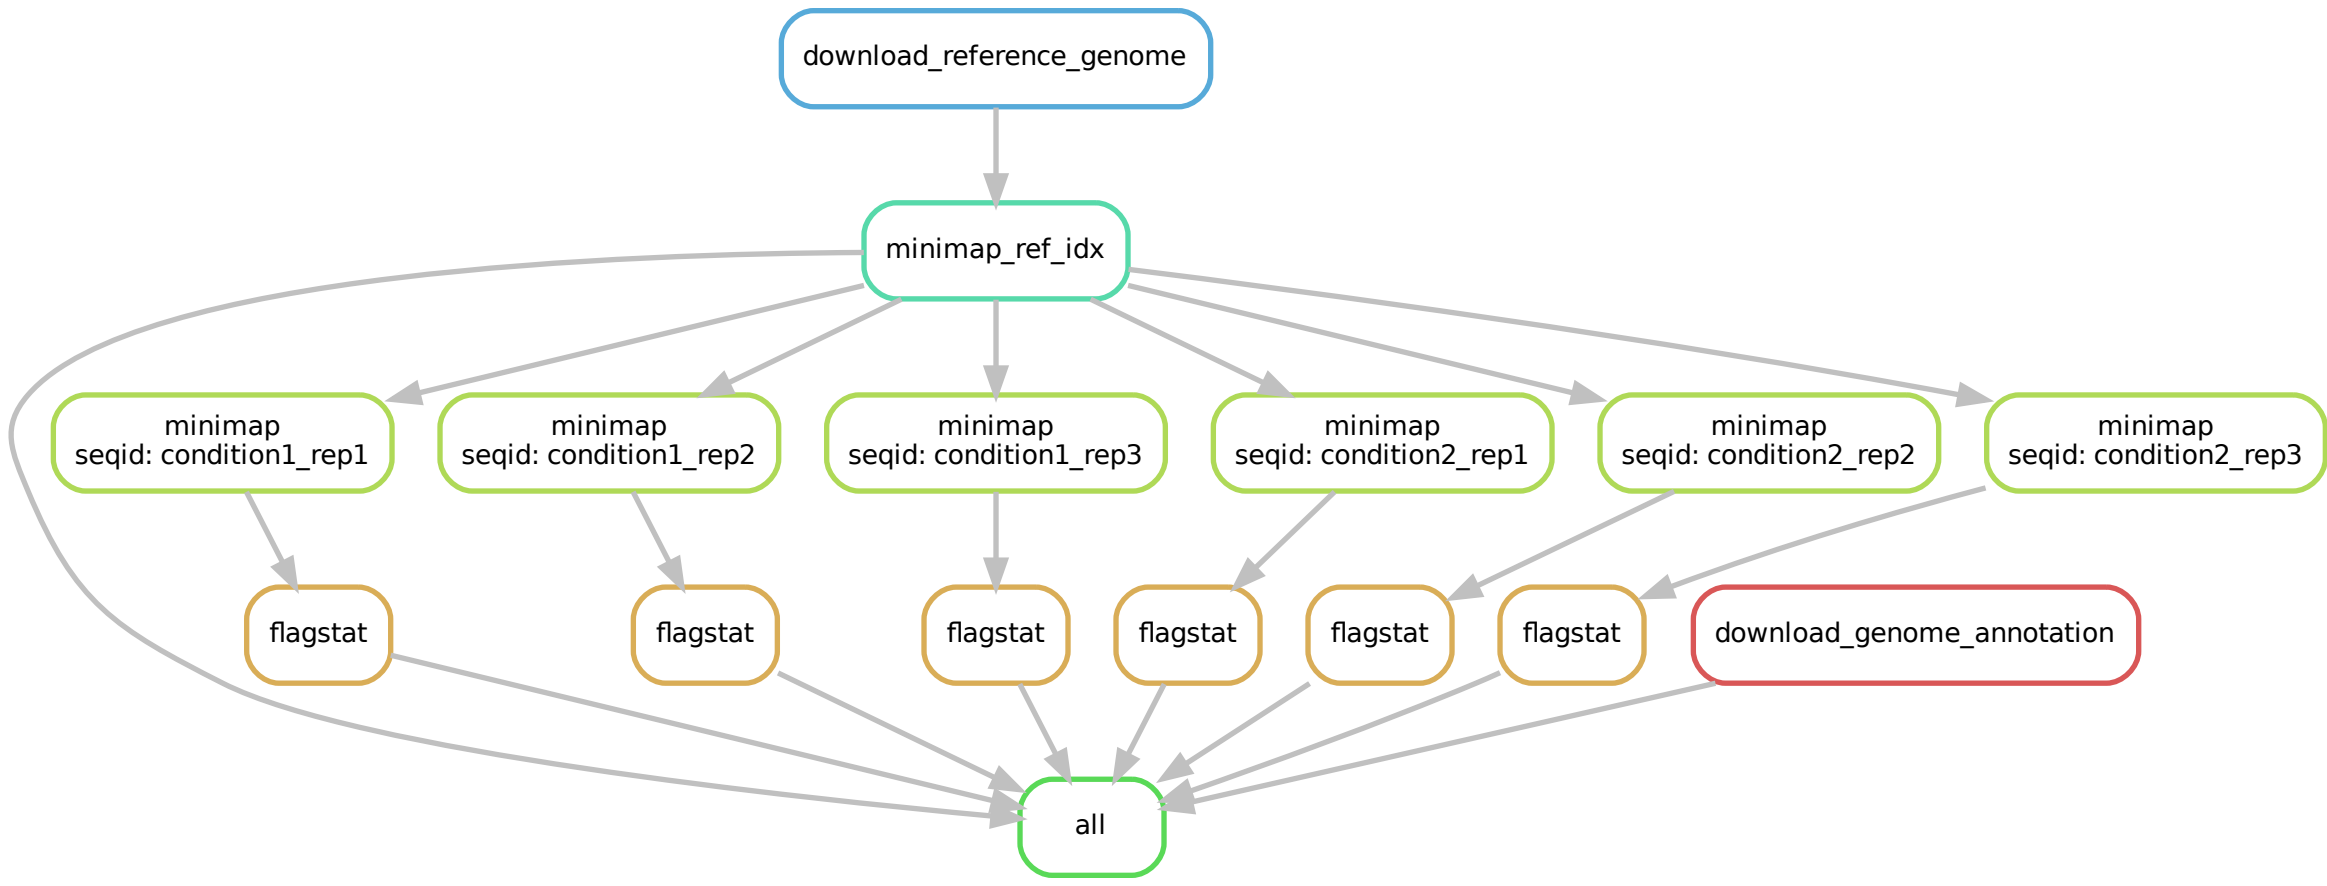 download_reference_genome
minimap_ref_idx
minimap
seqid: condition1_rep1
minimap
seqid: condition1_rep2
minimap
seqid: condition1_rep3
minimap
seqid: condition2_rep1
minimap
seqid: condition2_rep2
minimap
seqid: condition2_rep3
flagstat
flagstat
flagstat
flagstat
flagstat
flagstat
download_genome_annotation
all